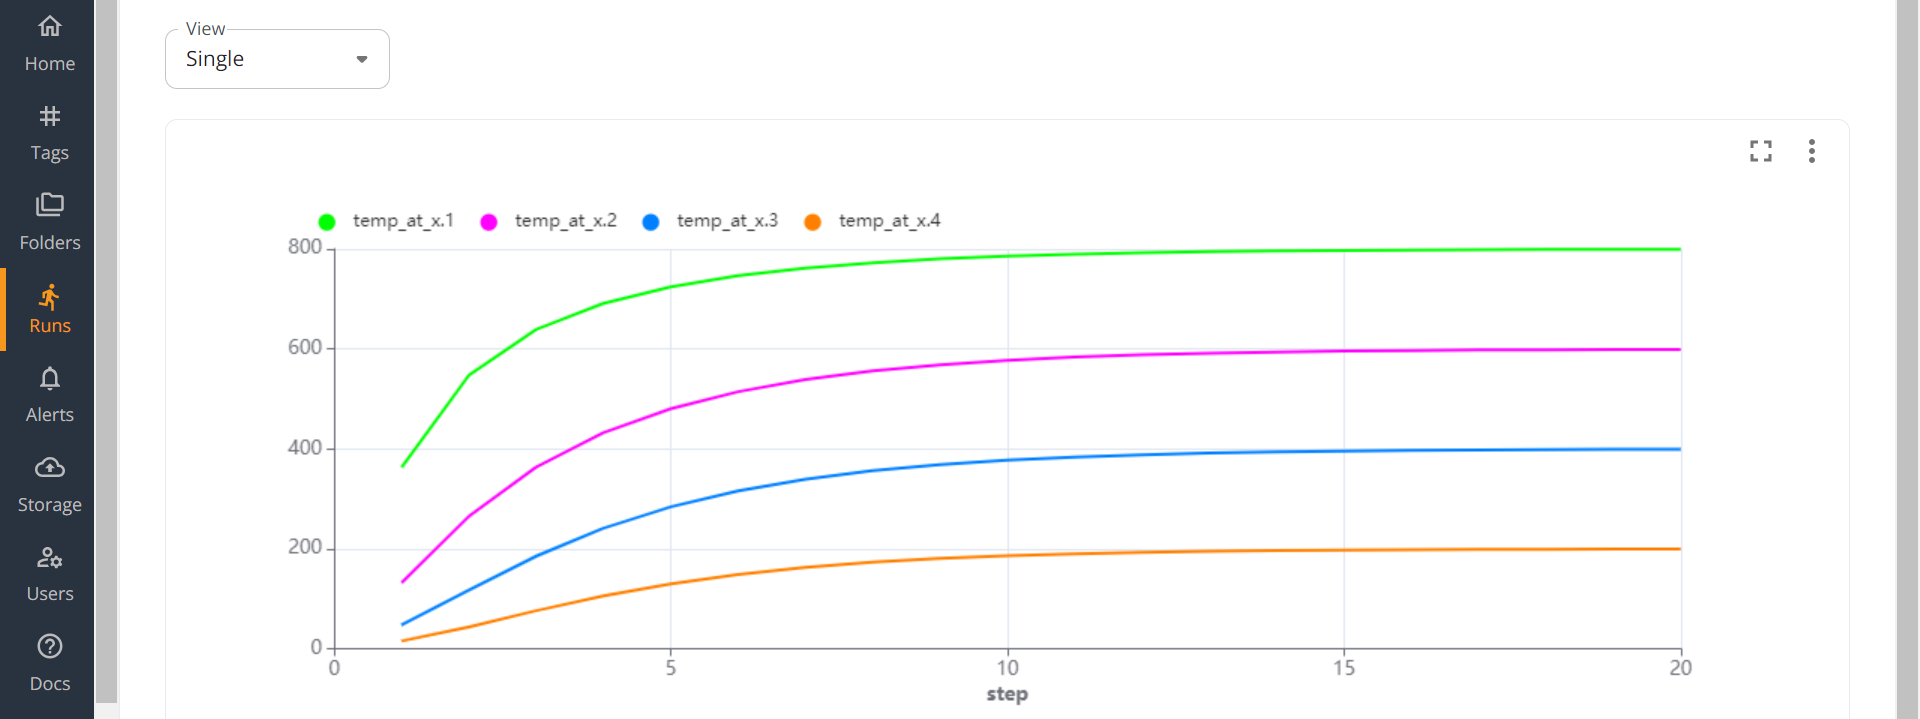 Home
Tags
Folders
Runs
Alerts
Storage
Users
Docs
View
Single
temp_at_x.1 temp_at_x.2 temp_at_x.3 temp_at_x.4
800
600
400
200
0
0 5 10 15 20
step